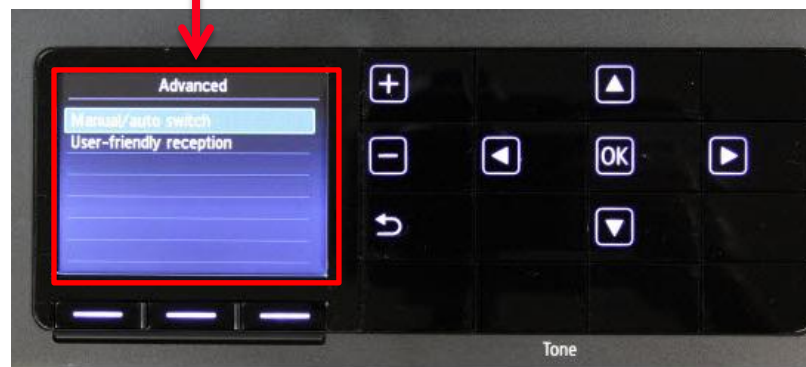 Advanced
Manual/auto switch
User-friendly reception
OK
Tone